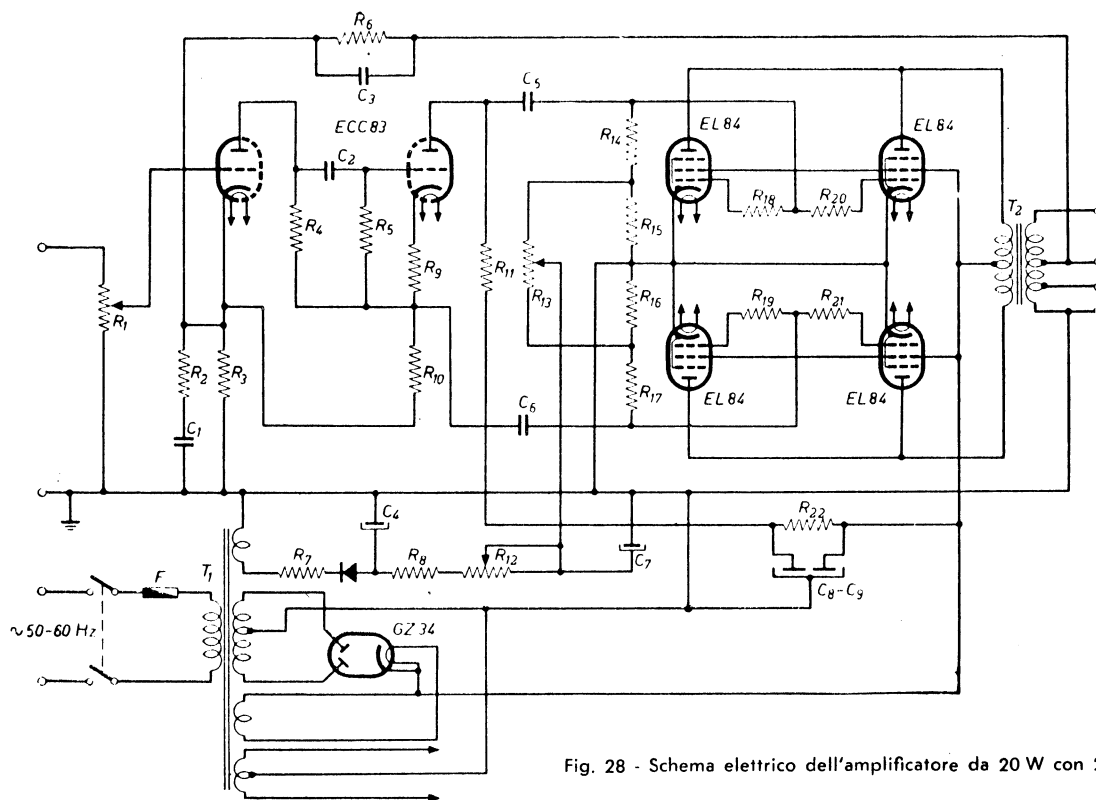 R6
C3
C5
ECC83
EL84
EL84
R14
C2
R18
R20
T2
R4
R5
R15
R9
R11
R13
R16
R19
R21
R1
R2
R3
R10
R17
EL84
EL84
C6
C1
R22
C4
R7
R8
R12
C7
C8-C9
F
T1
~50-60 Hz
GZ34
Fig. 28 - Schema elettrico dell'amplificatore da 20 W con